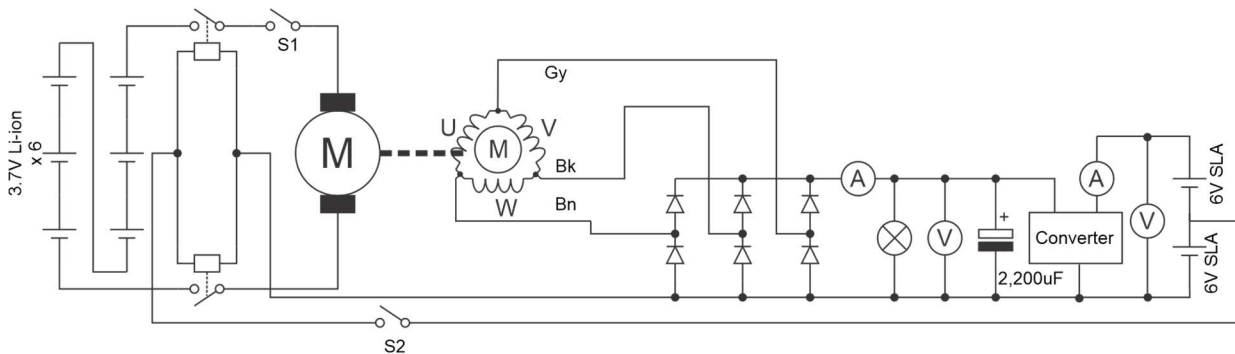 3.7V Li-ion
x 6
S1
M
U
V
M
W
Gy
Bk
Bn
A
V
+
2,200uF
Converter
A
V
6V SLA
6V SLA
S2